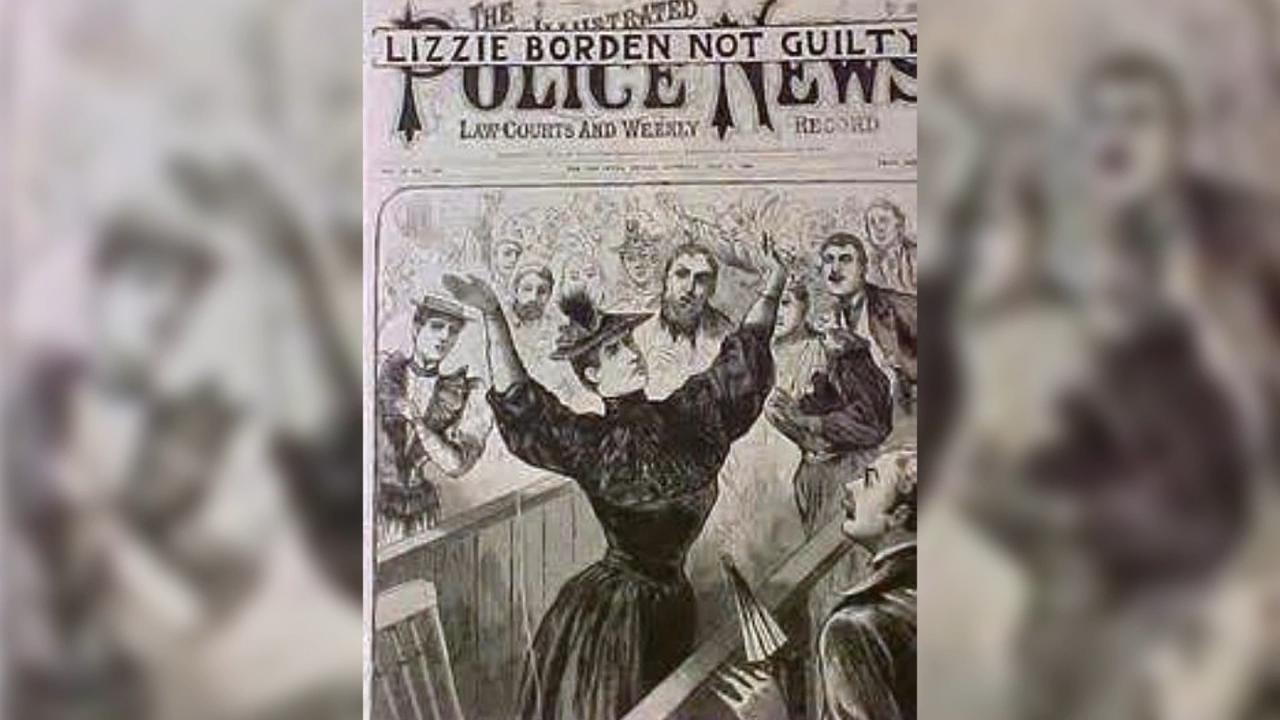 THE
ILLUSTRATED
LIZZIE BORDEN NOT GUILTY
POLICE NEWS
LAW-COURTS AND WEEKLY RECORD